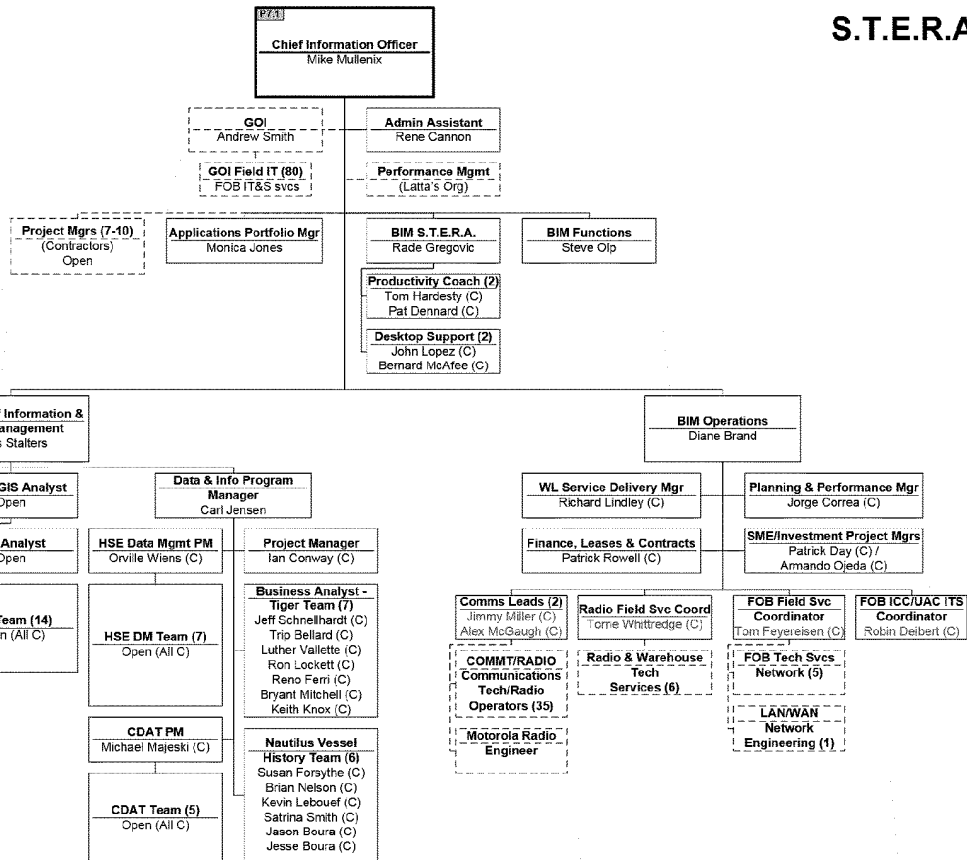 S.T.E.R.A
P7.1
Chief Information Officer
Mike Mullenix
GOI
Andrew Smith
Admin Assistant
Rene Cannon
GOI Field IT (80)
FOB IT&S svcs
Performance Mgmt
(Latta's Org)
Project Mgrs (7-10)
(Contractors)
Open
Applications Portfolio Mgr
Monica Jones
BIM S.T.E.R.A.
Rade Gregovic
BIM Functions
Steve Olp
Productivity Coach (2)
Tom Hardesty (C)
Pat Dennard (C)
Desktop Support (2)
John Lopez (C)
Bernard McAfee (C)
Information &
anagement
s Stalters
BIM Operations
Diane Brand
GIS Analyst
Open
Data & Info Program
Manager
Carl Jensen
WL Service Delivery Mgr
Richard Lindley (C)
Planning & Performance Mgr
Jorge Correa (C)
Analyst
Open
HSE Data Mgmt PM
Orville Wiens (C)
Project Manager
Ian Conway (C)
Finance, Leases & Contracts
Patrick Rowell (C)
SME/Investment Project Mgrs
Patrick Day (C) /
Armando Ojeda (C)
Team (14)
n (All C)
HSE DM Team (7)
Open (All C)
Business Analyst -
Tiger Team (7)
Jeff Schnellhardt (C)
Trip Bellard (C)
Luther Vallette (C)
Ron Lockett (C)
Reno Ferri (C)
Bryant Mitchell (C)
Keith Knox (C)
Comms Leads (2)
Jimmy Miller (C)
Alex McGaugh (C)
Radio Field Svc Coord
Torne Whittredge (C)
FOB Field Svc
Coordinator
Tom Feyereisen (C)
FOB ICC/UAC ITS
Coordinator
Robin Deibert (C)
COMMT/RADIO
Communications
Tech/Radio
Operators (35)
Radio & Warehouse
Tech
Services (6)
FOB Tech Svcs
Network (5)
Motorola Radio
Engineer
LAN/WAN
Network
Engineering (1)
CDAT PM
Michael Majeski (C)
Nautilus Vessel
History Team (6)
Susan Forsythe (C)
Brian Nelson (C)
Kevin Lebouef (C)
Satrina Smith (C)
Jason Boura (C)
Jesse Boura (C)
CDAT Team (5)
Open (All C)